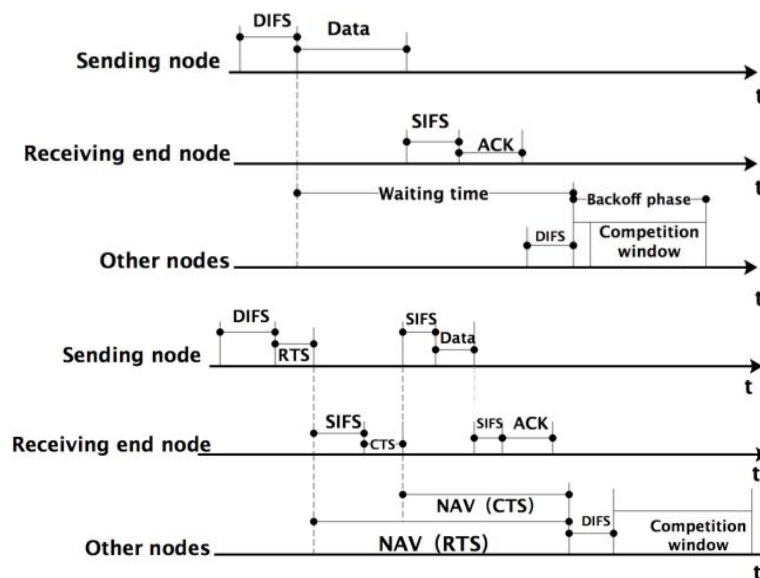 DIFS
Data
Sending node
t
SIFS
ACK
Receiving end node
t
Waiting time
Backoff phase
DIFS
Competition
window
Other nodes
t
DIFS
RTS
SIFS
Data
Sending node
t
SIFS
CTS
SIFS
ACK
Receiving end node
t
NAV (CTS)
DIFS
NAV (RTS)
Competition
window
Other nodes
t